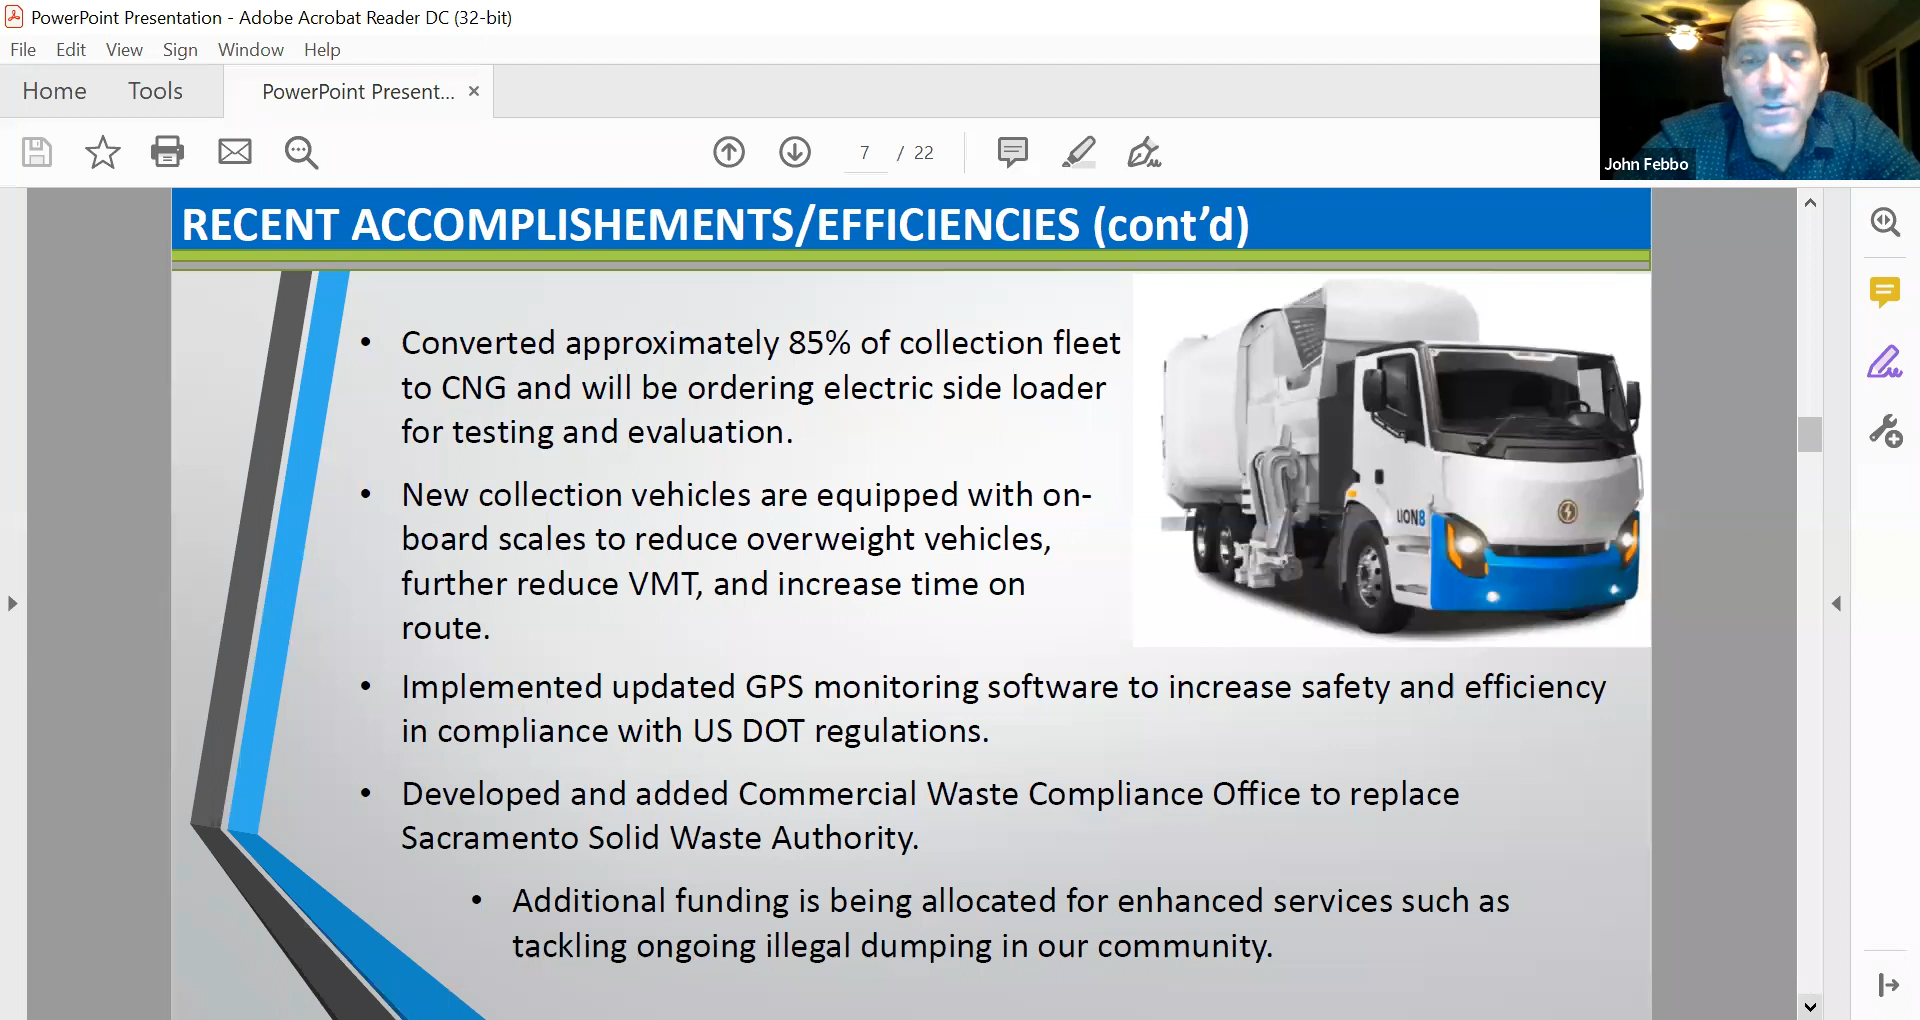 PowerPoint Presentation - Adobe Acrobat Reader DC (32-bit)
File Edit View Sign Window Help
Home Tools PowerPoint Present... ×
7 / 22
John Febbo
RECENT ACCOMPLISHEMENTS/EFFICIENCIES (cont’d)
• Converted approximately 85% of collection fleet
to CNG and will be ordering electric side loader
for testing and evaluation.
• New collection vehicles are equipped with on-
board scales to reduce overweight vehicles,
further reduce VMT, and increase time on
route.
LION8
• Implemented updated GPS monitoring software to increase safety and efficiency
in compliance with US DOT regulations.
• Developed and added Commercial Waste Compliance Office to replace
Sacramento Solid Waste Authority.
• Additional funding is being allocated for enhanced services such as
tackling ongoing illegal dumping in our community.